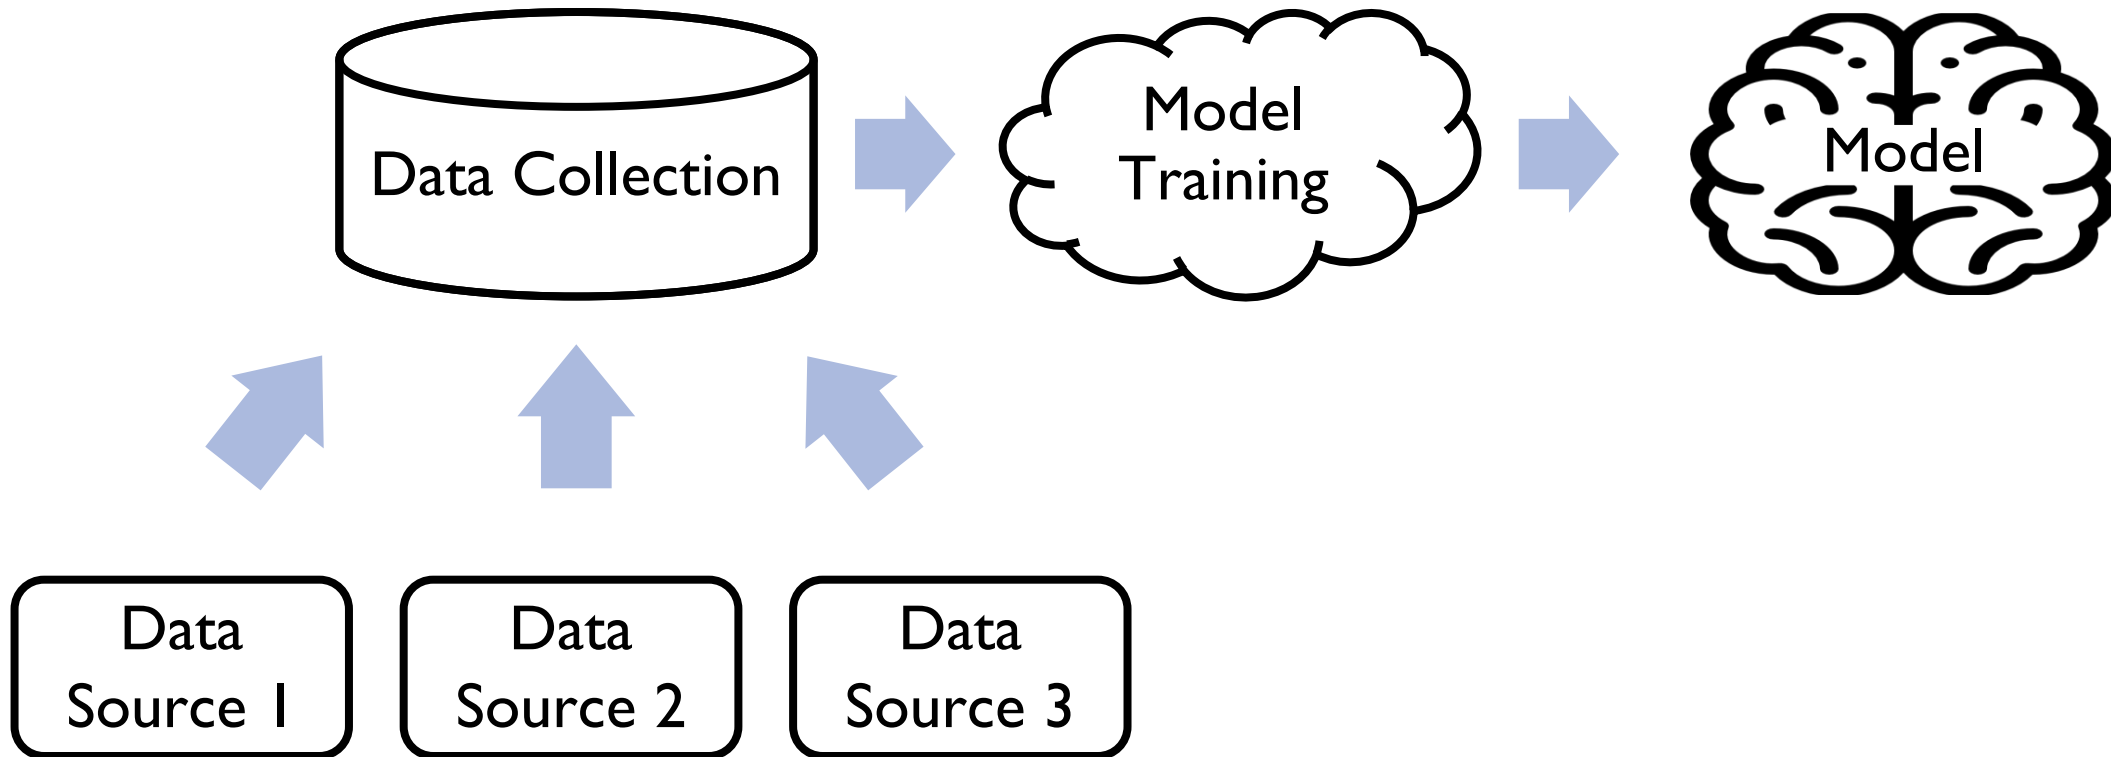 Data Collection
Model
Training
Model
Data
Source 1
Data
Source 2
Data
Source 3